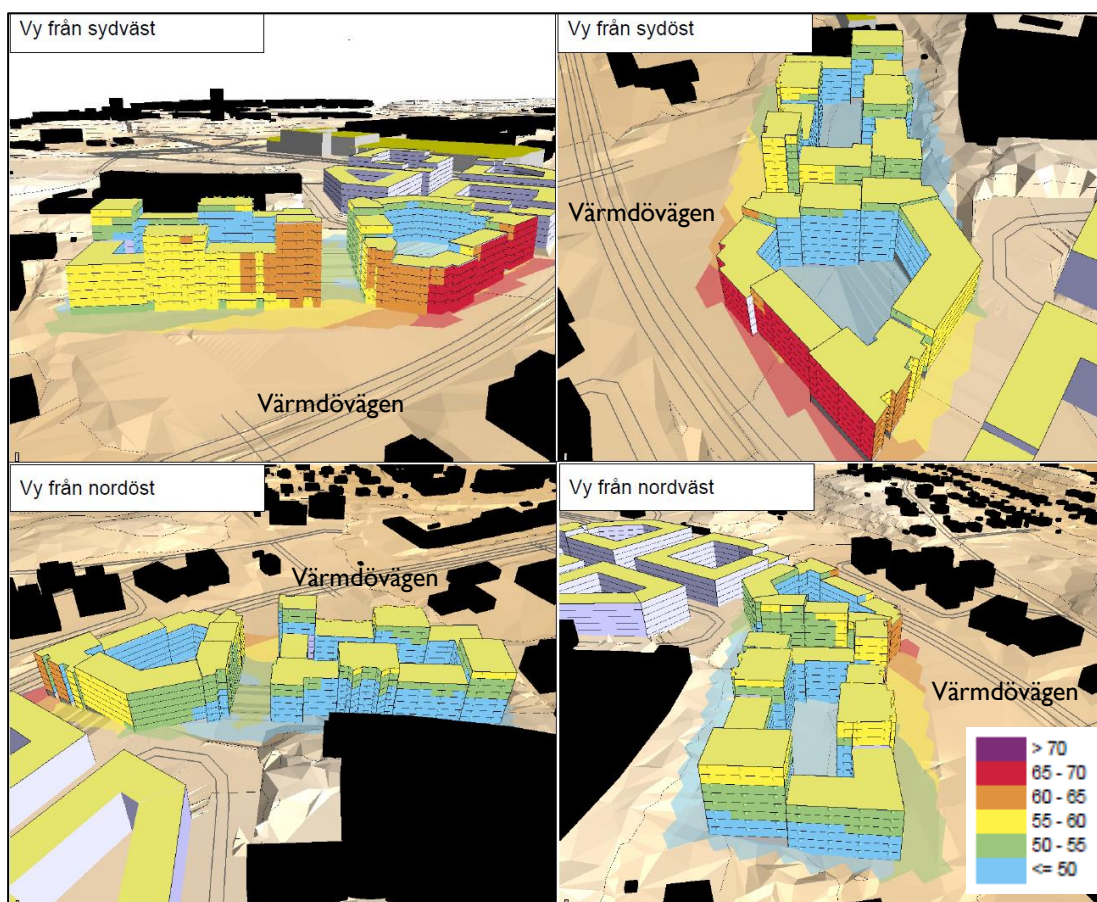 Vy från sydväst
Värmdövägen
Vy från sydöst
Värmdövägen
Vy från nordöst
Värmdövägen
Vy från nordväst
Värmdövägen
> 70
65 - 70
60 - 65
55 - 60
50 - 55
<= 50